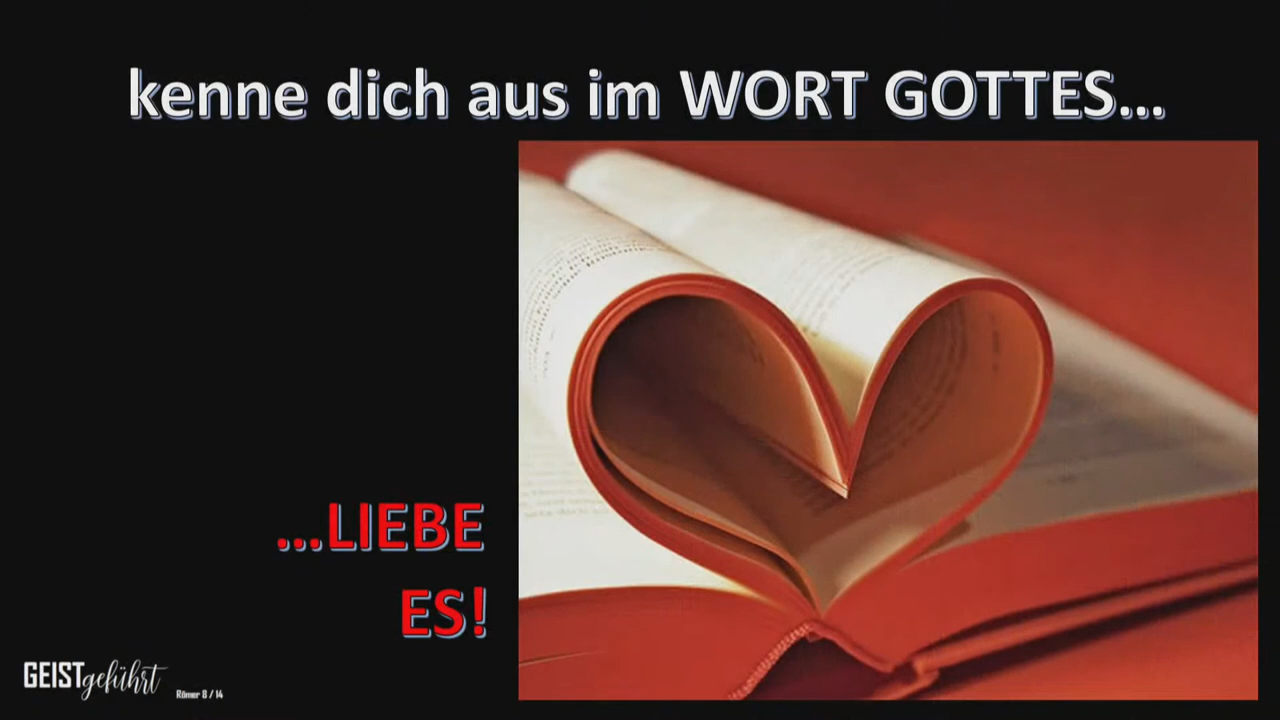 kenne dich aus im WORT GOTTES...
...LIEBE
ES!
GEISTgeführt
Römer 8 / 14